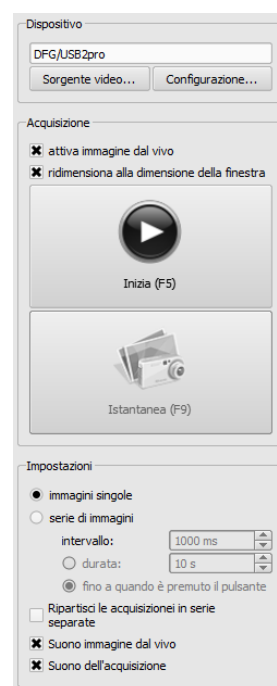 Dispositivo
DFG/USB2pro
Sorgente video...
Configurazione...
Acquisizione
attiva immagine dal vivo
ridimensiona alla dimensione della finestra
Inizia (F5)
Istantanea (F9)
Impostazioni
immagini singole
serie di immagini
intervallo:
1000 ms
durata:
10 s
fino a quando è premuto il pulsante
Ripartisci le acquisizionei in serie
separate
Suono immagine dal vivo
Suono dell'acquisizione